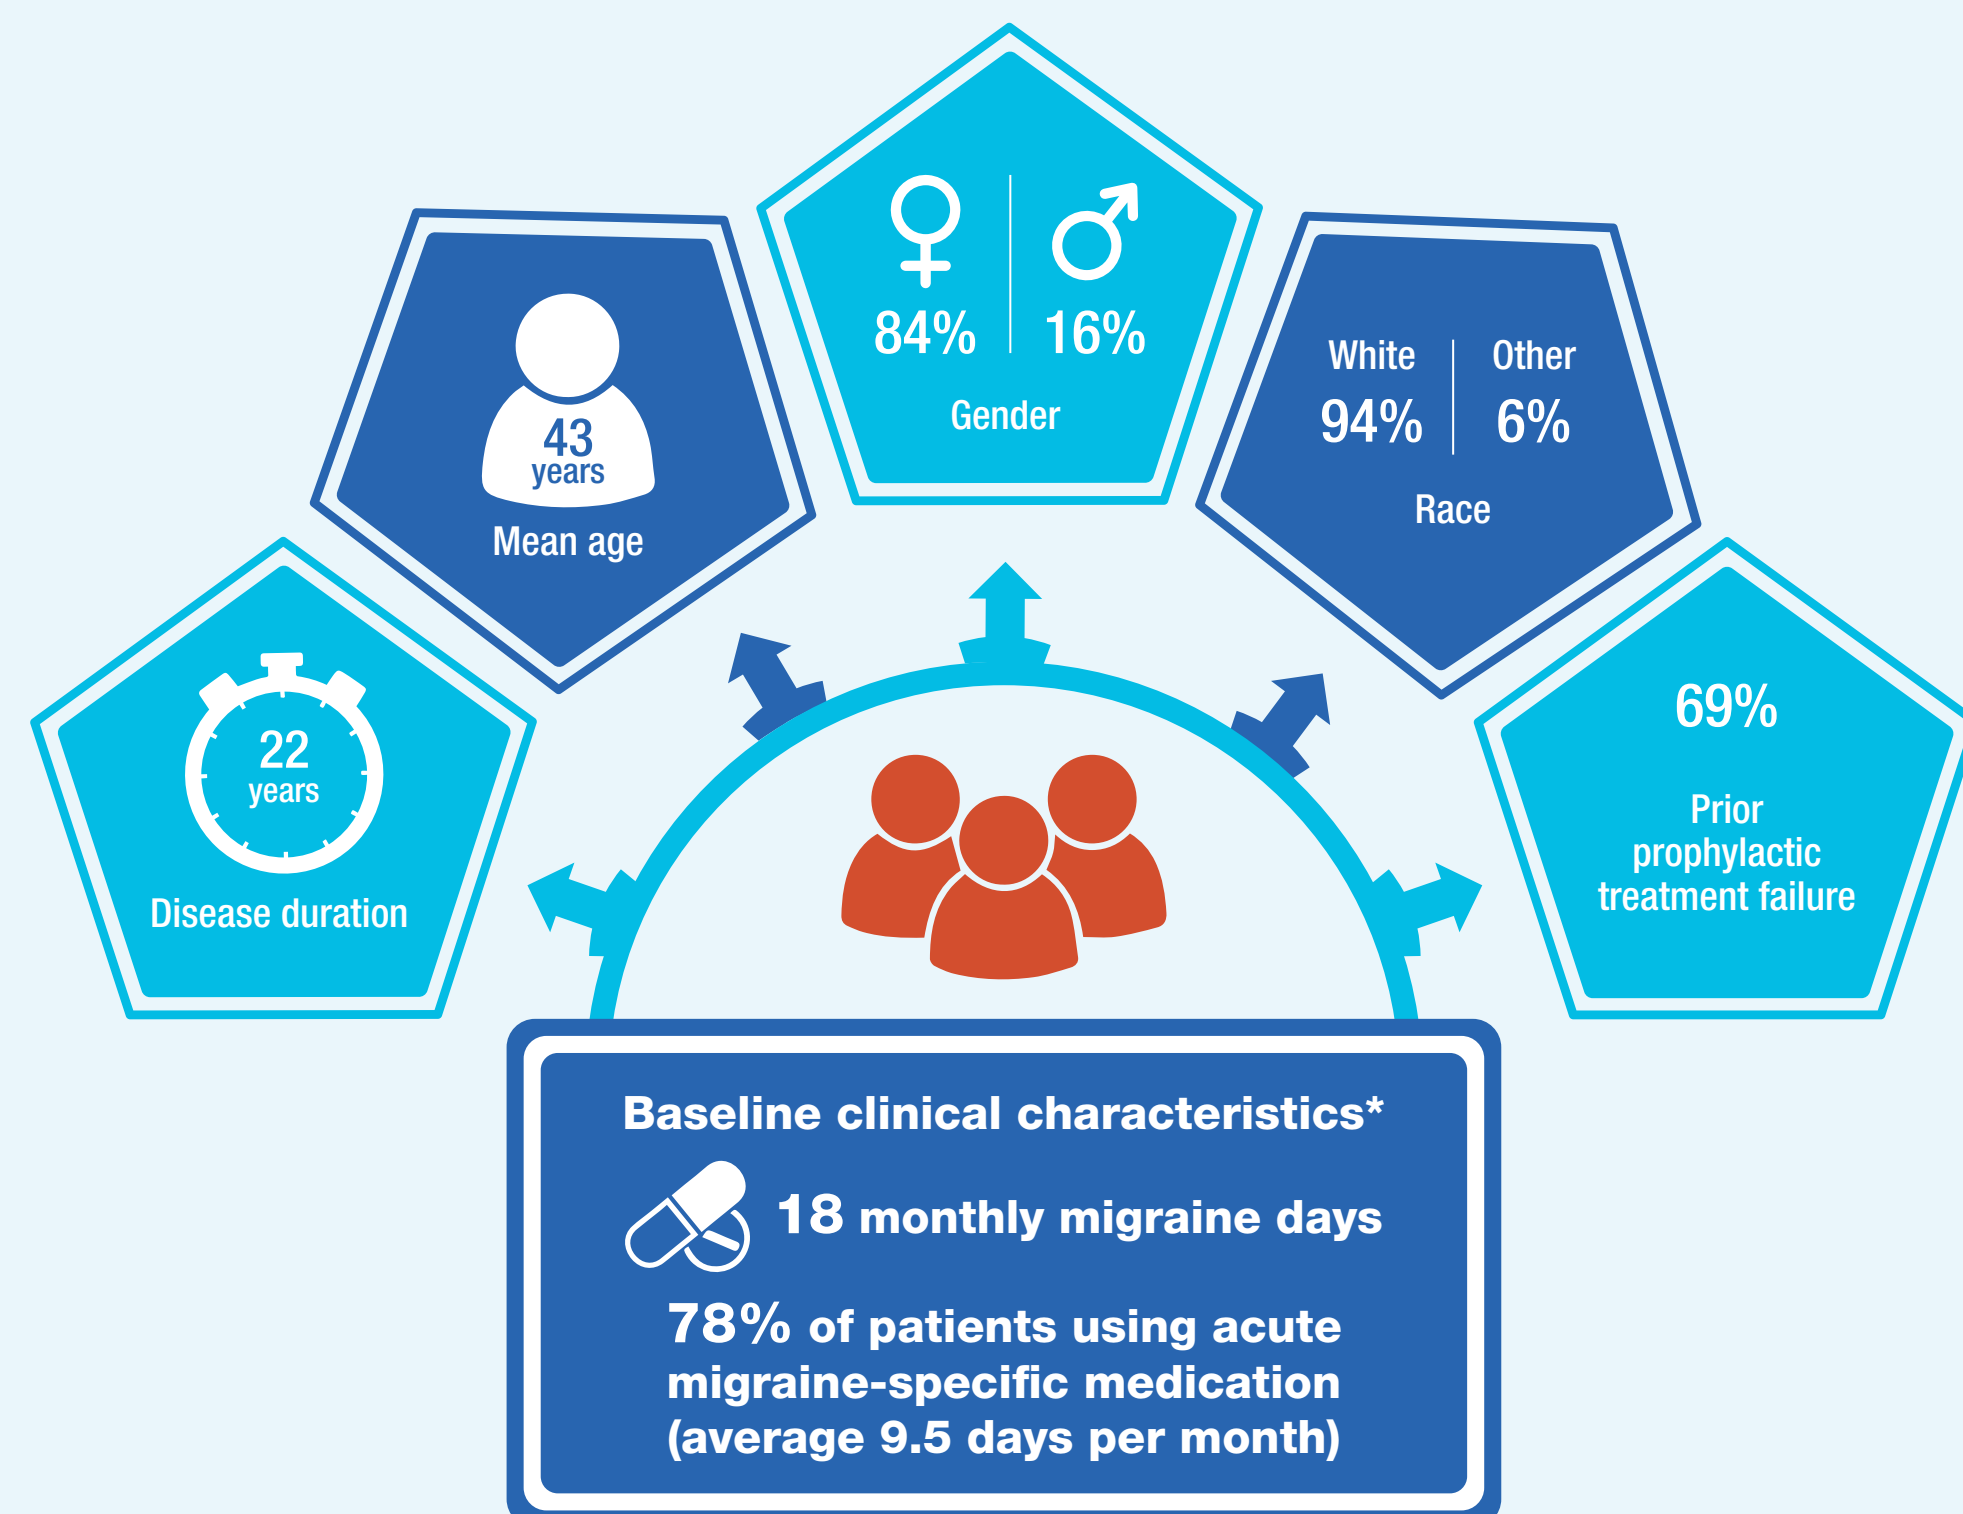 84%
16%
Gender
43
years
Mean age
White
Other
94%
6%
Race
22
years
Disease duration
69%
Prior
prophylactic
treatment failure
Baseline clinical characteristics*
18 monthly migraine days
78% of patients using acute
migraine-specific medication
(average 9.5 days per month)